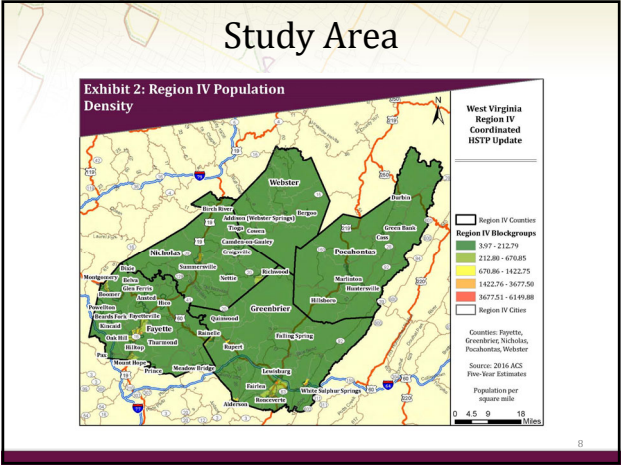 Study Area
Exhibit 2: Region IV Population
Density
N
West Virginia
Region IV
Coordinated
HSTP Update
Webster
Durbin
Birch River
Addison (Webster Springs)
Bergoo
Tioga
Cowen
Green Bank
Camden-on-Gauley
Cass
Craigsville
Nicholas
Pocahontas
Summersville
Dixie
Richwood
Nettie
Marlinton
Montgomery
Belva
Huntersville
Glen Ferris
Boomer
Ansted
Hillsboro
Hico
Powellton
Greenbrier
Beards Fork
Fayetteville
Quinwood
Kincaid
Fayette
Rainelle
Falling Spring
Oak Hill
Thurmond
Hilltop
Rupert
Pax
Mount Hope
Meadow Bridge
Lewisburg
Prince
Fairlea
White Sulphur Springs
Ronceverte
Alderson
Region IV Counties
Region IV Blockgroups
3.97 - 212.79
212.80 - 670.85
670.86 - 1422.75
1422.76 - 3677.50
3677.51 - 6149.88
Region IV Cities
Counties: Fayette,
Greenbrier, Nicholas,
Pocahontas, Webster
Source: 2016 ACS
Five-Year Estimates
Population per
square mile
0 4.5 9 18
Miles
8